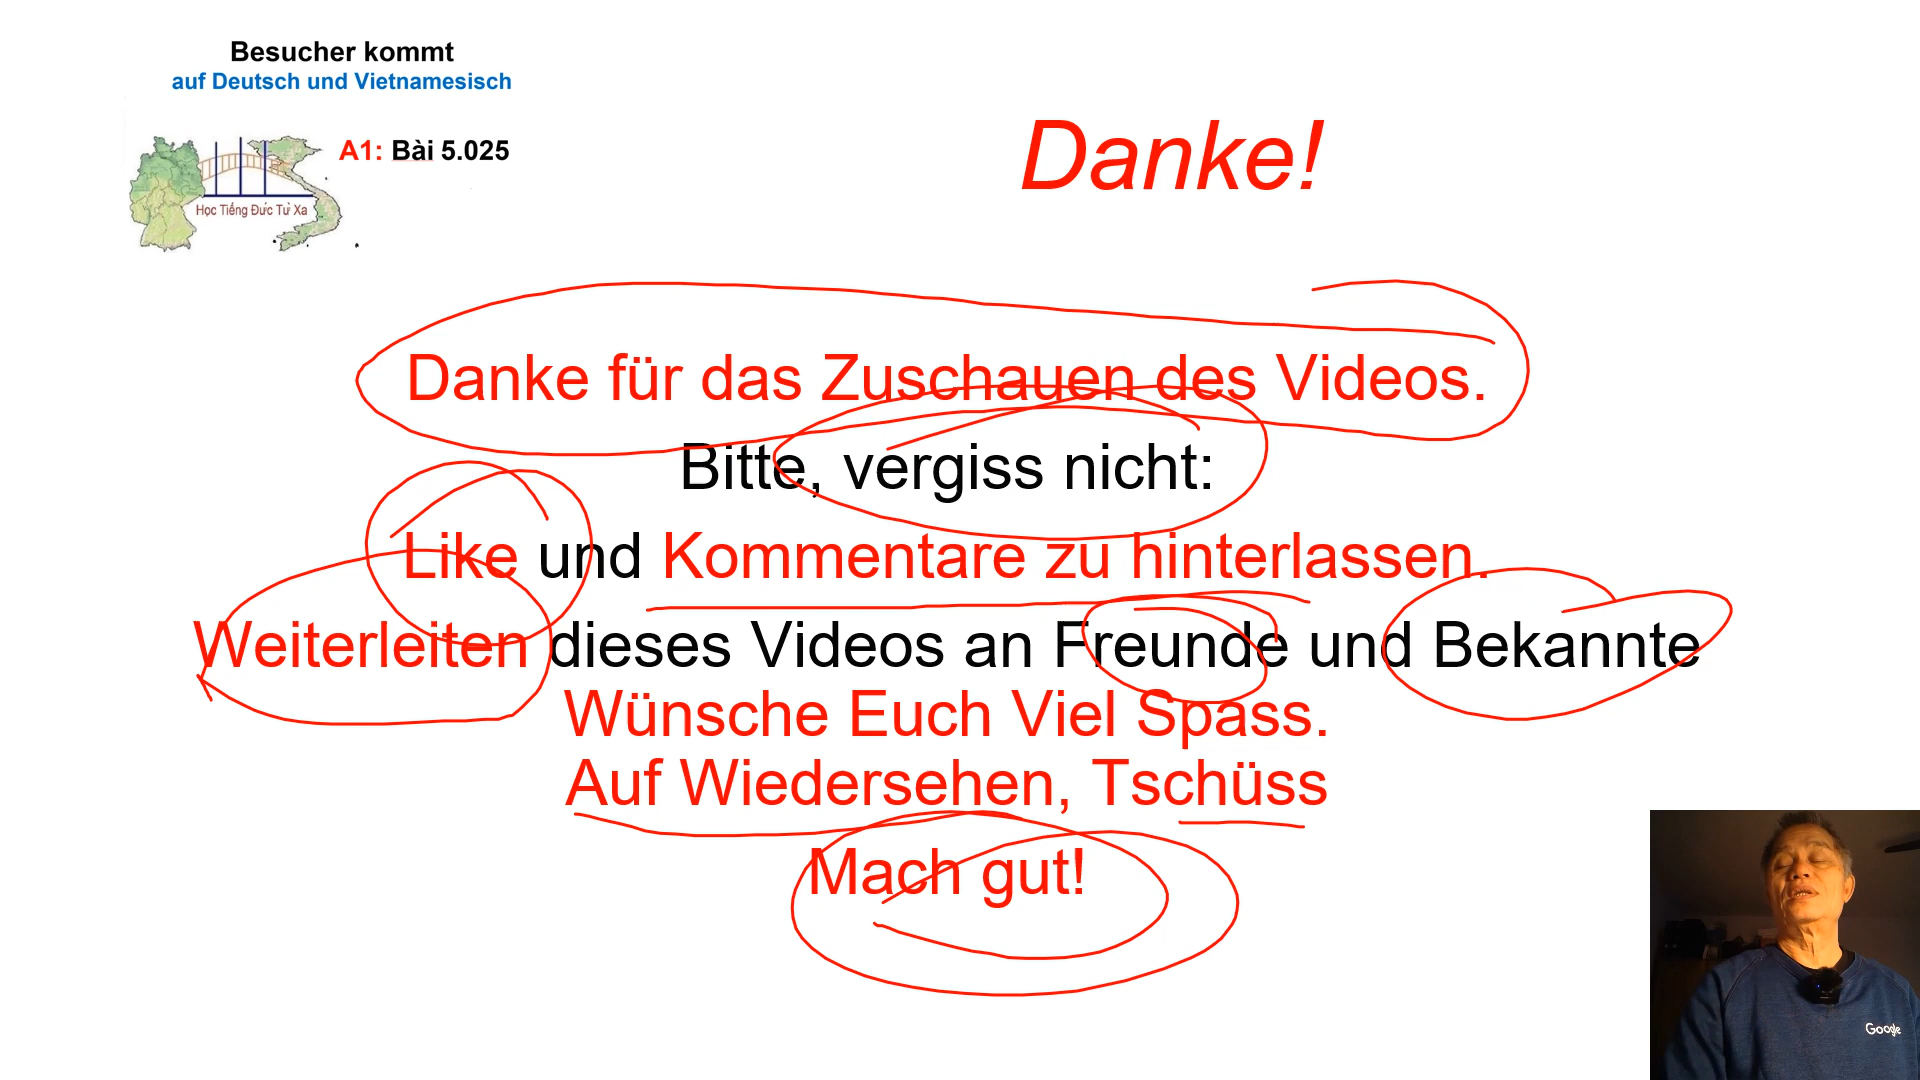 Besucher kommt
auf Deutsch und Vietnamesisch
A1: Bài 5.025
Học Tiếng Đức Từ Xa
Danke!
Danke für das Zuschauen des Videos.
Bitte, vergiss nicht:
Like und Kommentare zu hinterlassen.
Weiterleiten dieses Videos an Freunde und Bekannte
Wünsche Euch Viel Spass.
Auf Wiedersehen, Tschüss
Mach gut!
Google